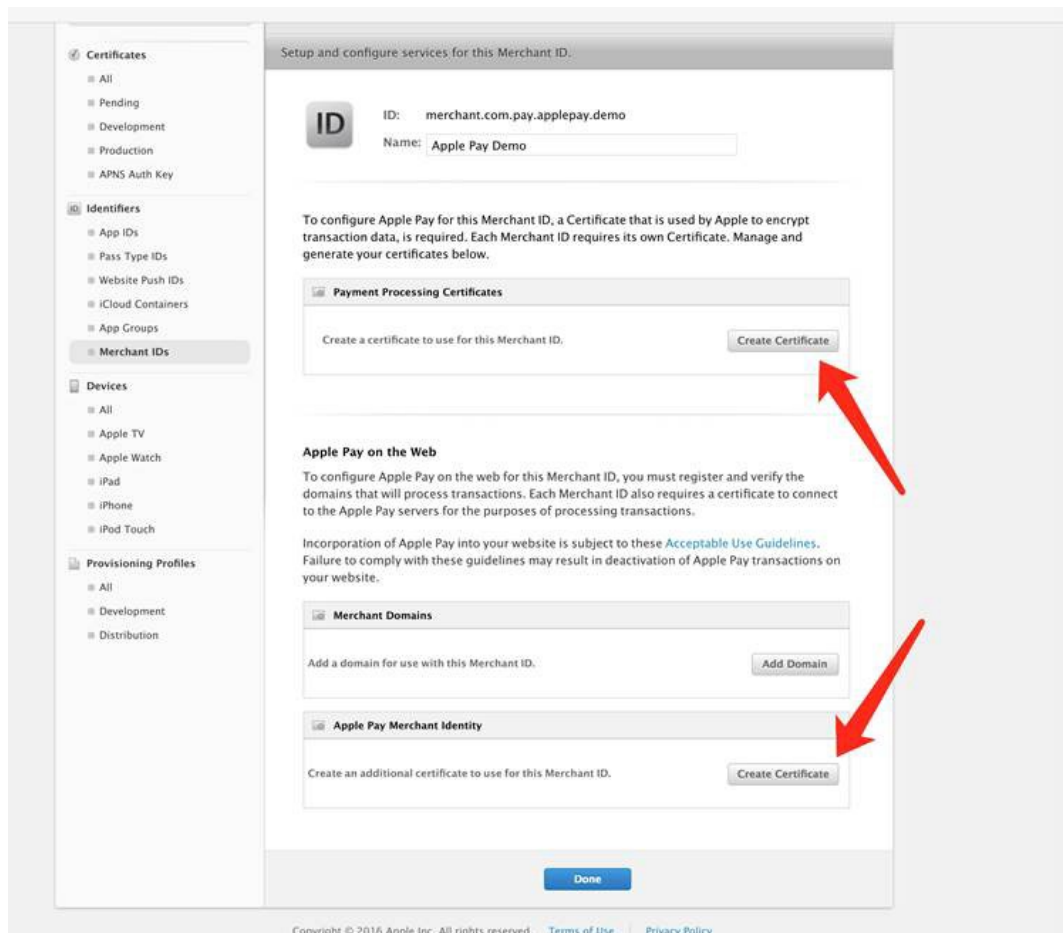 Certificates
All
Pending
Development
Production
APNS Auth Key
ID Identifiers
App IDs
Pass Type IDs
Website Push IDs
iCloud Containers
App Groups
Merchant IDs
Devices
All
Apple TV
Apple Watch
iPad
iPhone
iPod Touch
Provisioning Profiles
All
Development
Distribution
Setup and configure services for this Merchant ID.
ID
ID: merchant.com.pay.applepay.demo
Name: Apple Pay Demo
To configure Apple Pay for this Merchant ID, a Certificate that is used by Apple to encrypt
transaction data, is required. Each Merchant ID requires its own Certificate. Manage and
generate your certificates below.
Payment Processing Certificates
Create a certificate to use for this Merchant ID. Create Certificate
Apple Pay on the Web
To configure Apple Pay on the web for this Merchant ID, you must register and verify the
domains that will process transactions. Each Merchant ID also requires a certificate to connect
to the Apple Pay servers for the purposes of processing transactions.
Incorporation of Apple Pay into your website is subject to these Acceptable Use Guidelines.
Failure to comply with these guidelines may result in deactivation of Apple Pay transactions on
your website.
Merchant Domains
Add a domain for use with this Merchant ID. Add Domain
Apple Pay Merchant Identity
Create an additional certificate to use for this Merchant ID. Create Certificate
Done
Copyright © 2016 Apple Inc. All rights reserved. Terms of Use | Privacy Policy